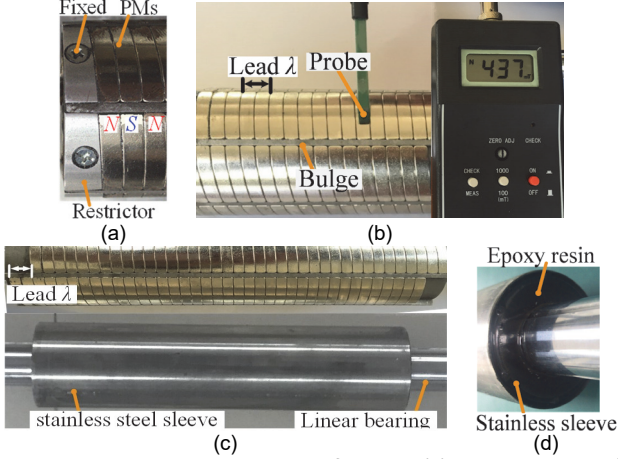 Fixed PMs
N S N
Restrictor
(a)
Lead λ
Probe
Bulge
N 437
ZERO ADJ CHECK
CHECK 1000 ON
MEAS 100 OFF
(mT)
(b)
Lead λ
stainless steel sleeve
Linear bearing
(c)
Epoxy resin
Stainless sleeve
(d)